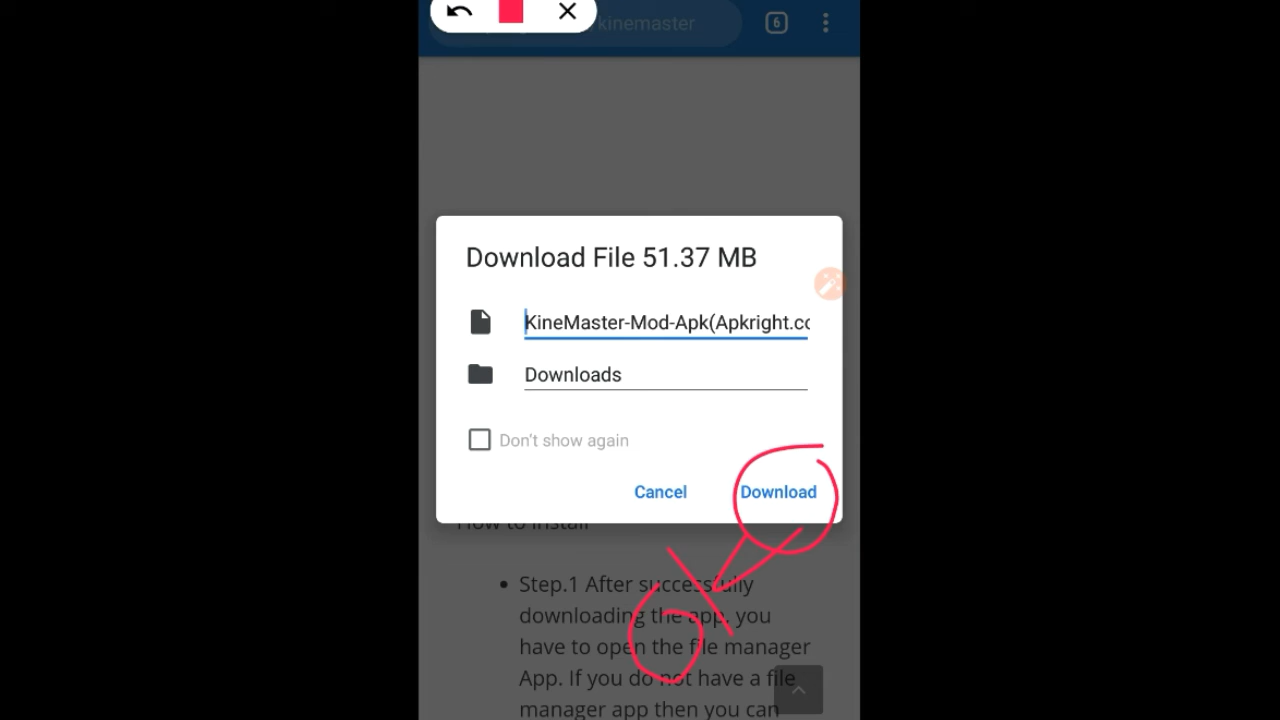 /kinemaster
6
Download File 51.37 MB
KineMaster-Mod-Apk(Apkright.co
Downloads
Don't show again
Cancel
Download
How to install
• Step.1 After successfully
downloading the app, you
have to open the file manager
App. If you do not have a file
manager app then you can